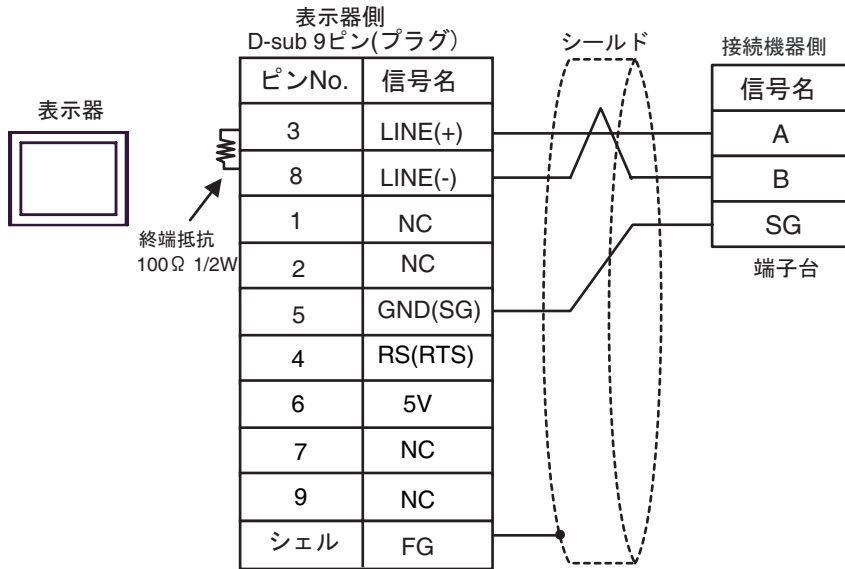 表示器側
D-sub 9ピン(プラグ)
シールド
接続機器側
表示器
ピンNo. 信号名
信号名
3 LINE(+)
A
8 LINE(-)
B
1 NC
SG
終端抵抗
100Ω 1/2W
2 NC
端子台
5 GND(SG)
4 RS(RTS)
6 5V
7 NC
9 NC
シェル FG